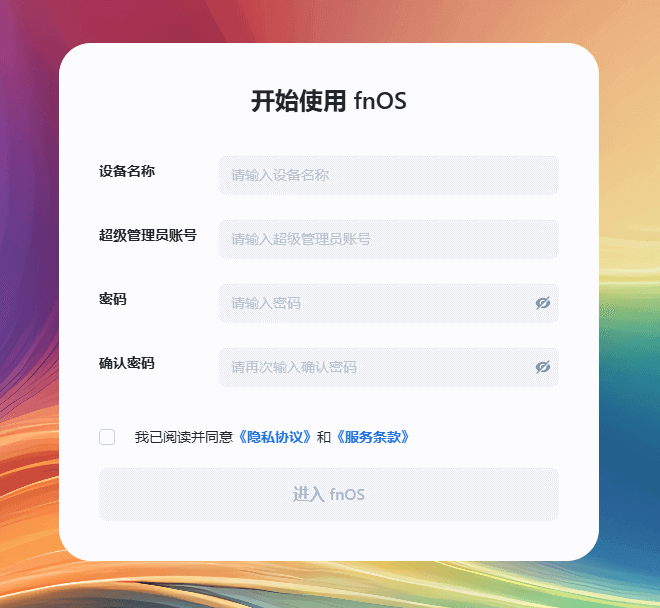 开始使用 fnOS
设备名称
请输入设备名称
超级管理员账号
请输入超级管理员账号
密码
请输入密码
确认密码
请再次输入确认密码
我已阅读并同意《隐私协议》和《服务条款》
进入 fnOS